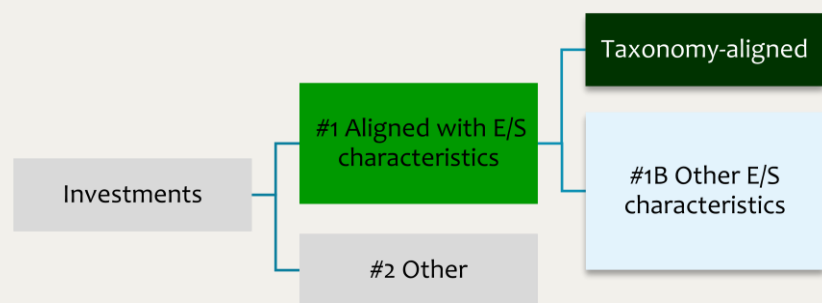 Taxonomy-aligned
#1 Aligned with E/S
characteristics
#1B Other E/S
characteristics
Investments
#2 Other